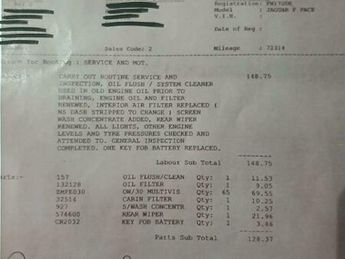 Registration:
Model : JAGUAR F PACE
V.I.N. :
Date of Reg :
Sales Code: 2 Mileage : 72314
for Booking : SERVICE AND MOT.
CARRY OUT ROUTINE SERVICE AND 148.75
INSPECTION, OIL FLUSH / SYSTEM CLEANER
USED IN OLD ENGINE OIL PRIOR TO
DRAINING, ENGINE OIL AND FILTER
RENEWED, INTERIOR AIR FILTER REPLACED (
NS DASH STRIPPED TO CHANGE ) SCREEN
WASH CONCENTRATE ADDED, REAR WIPER
RENEWED. ALL LIGHTS, OTHER ENGINE
LEVELS AND TYRE PRESSURES CHECKED AND
ATTENDED TO. GENERAL INSPECTION
COMPLETED. ONE KEY FOB BATTERY REPLACED.
Labour Sub Total 148.75
157 OIL FLUSH/CLEAN Qty: 1 11.53
132128 OIL FILTER Qty: 1 9.05
0W/30 MULTIVIS Qty: 69.55
32514 CABIN FILTER Qty: 1 10.25
927 S/WASH CONCENTR Qty: 1 2.57
574600 REAR WIPER Qty: 1 21.96
CR2032 KEY FOB BATTERY Qty: 1 3.46
Parts Sub Total 128.37